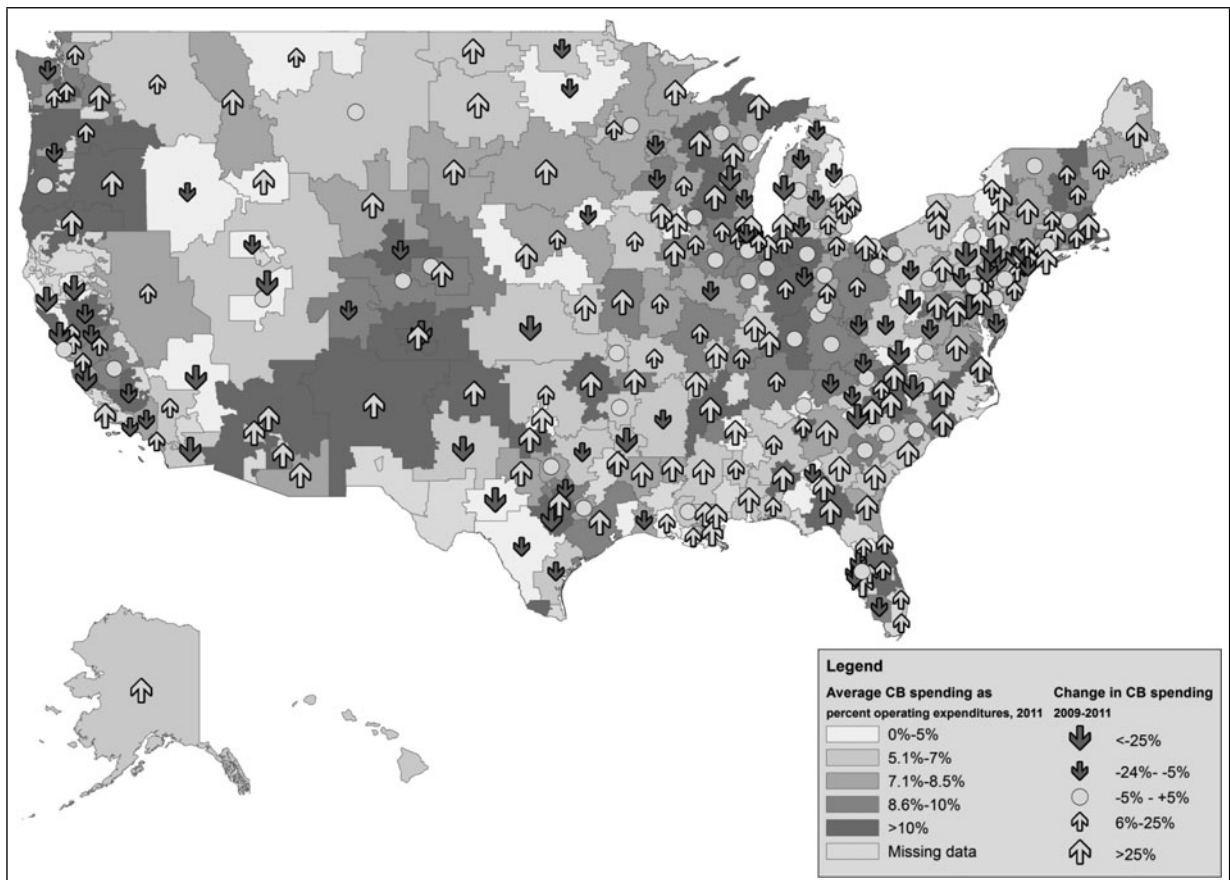 Legend
Average CB spending as
percent operating expenditures, 2011
0%-5%
5.1%-7%
7.1%-8.5%
8.6%-10%
>10%
Missing data
Change in CB spending
2009-2011
<-25%
-24%- -5%
-5% - +5%
6%-25%
>25%